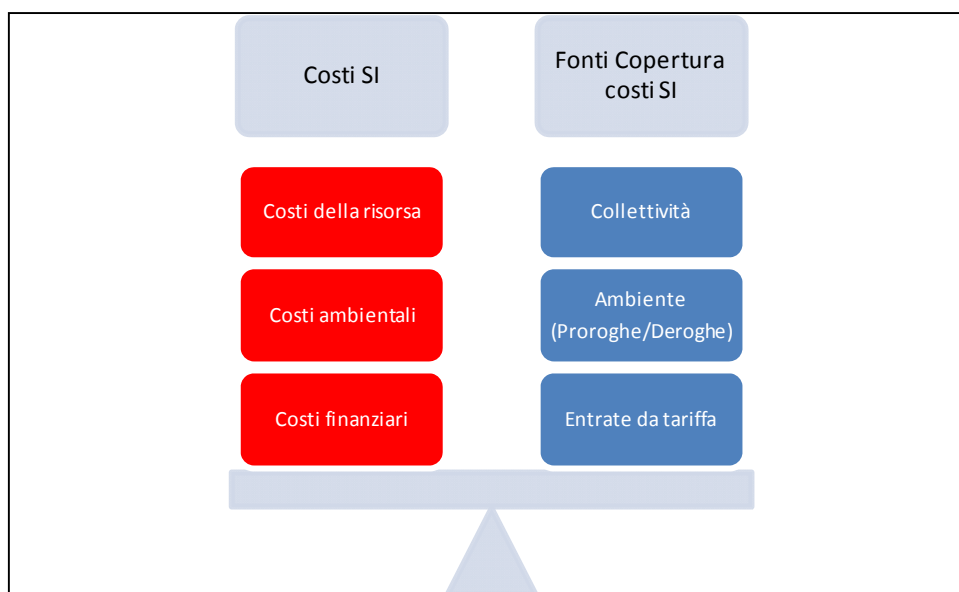 Costi SI
Fonti Copertura
costi SI
Costi della risorsa
Collettività
Costi ambientali
Ambiente
(Proroghe/Deroghe)
Costi finanziari
Entrate da tariffa